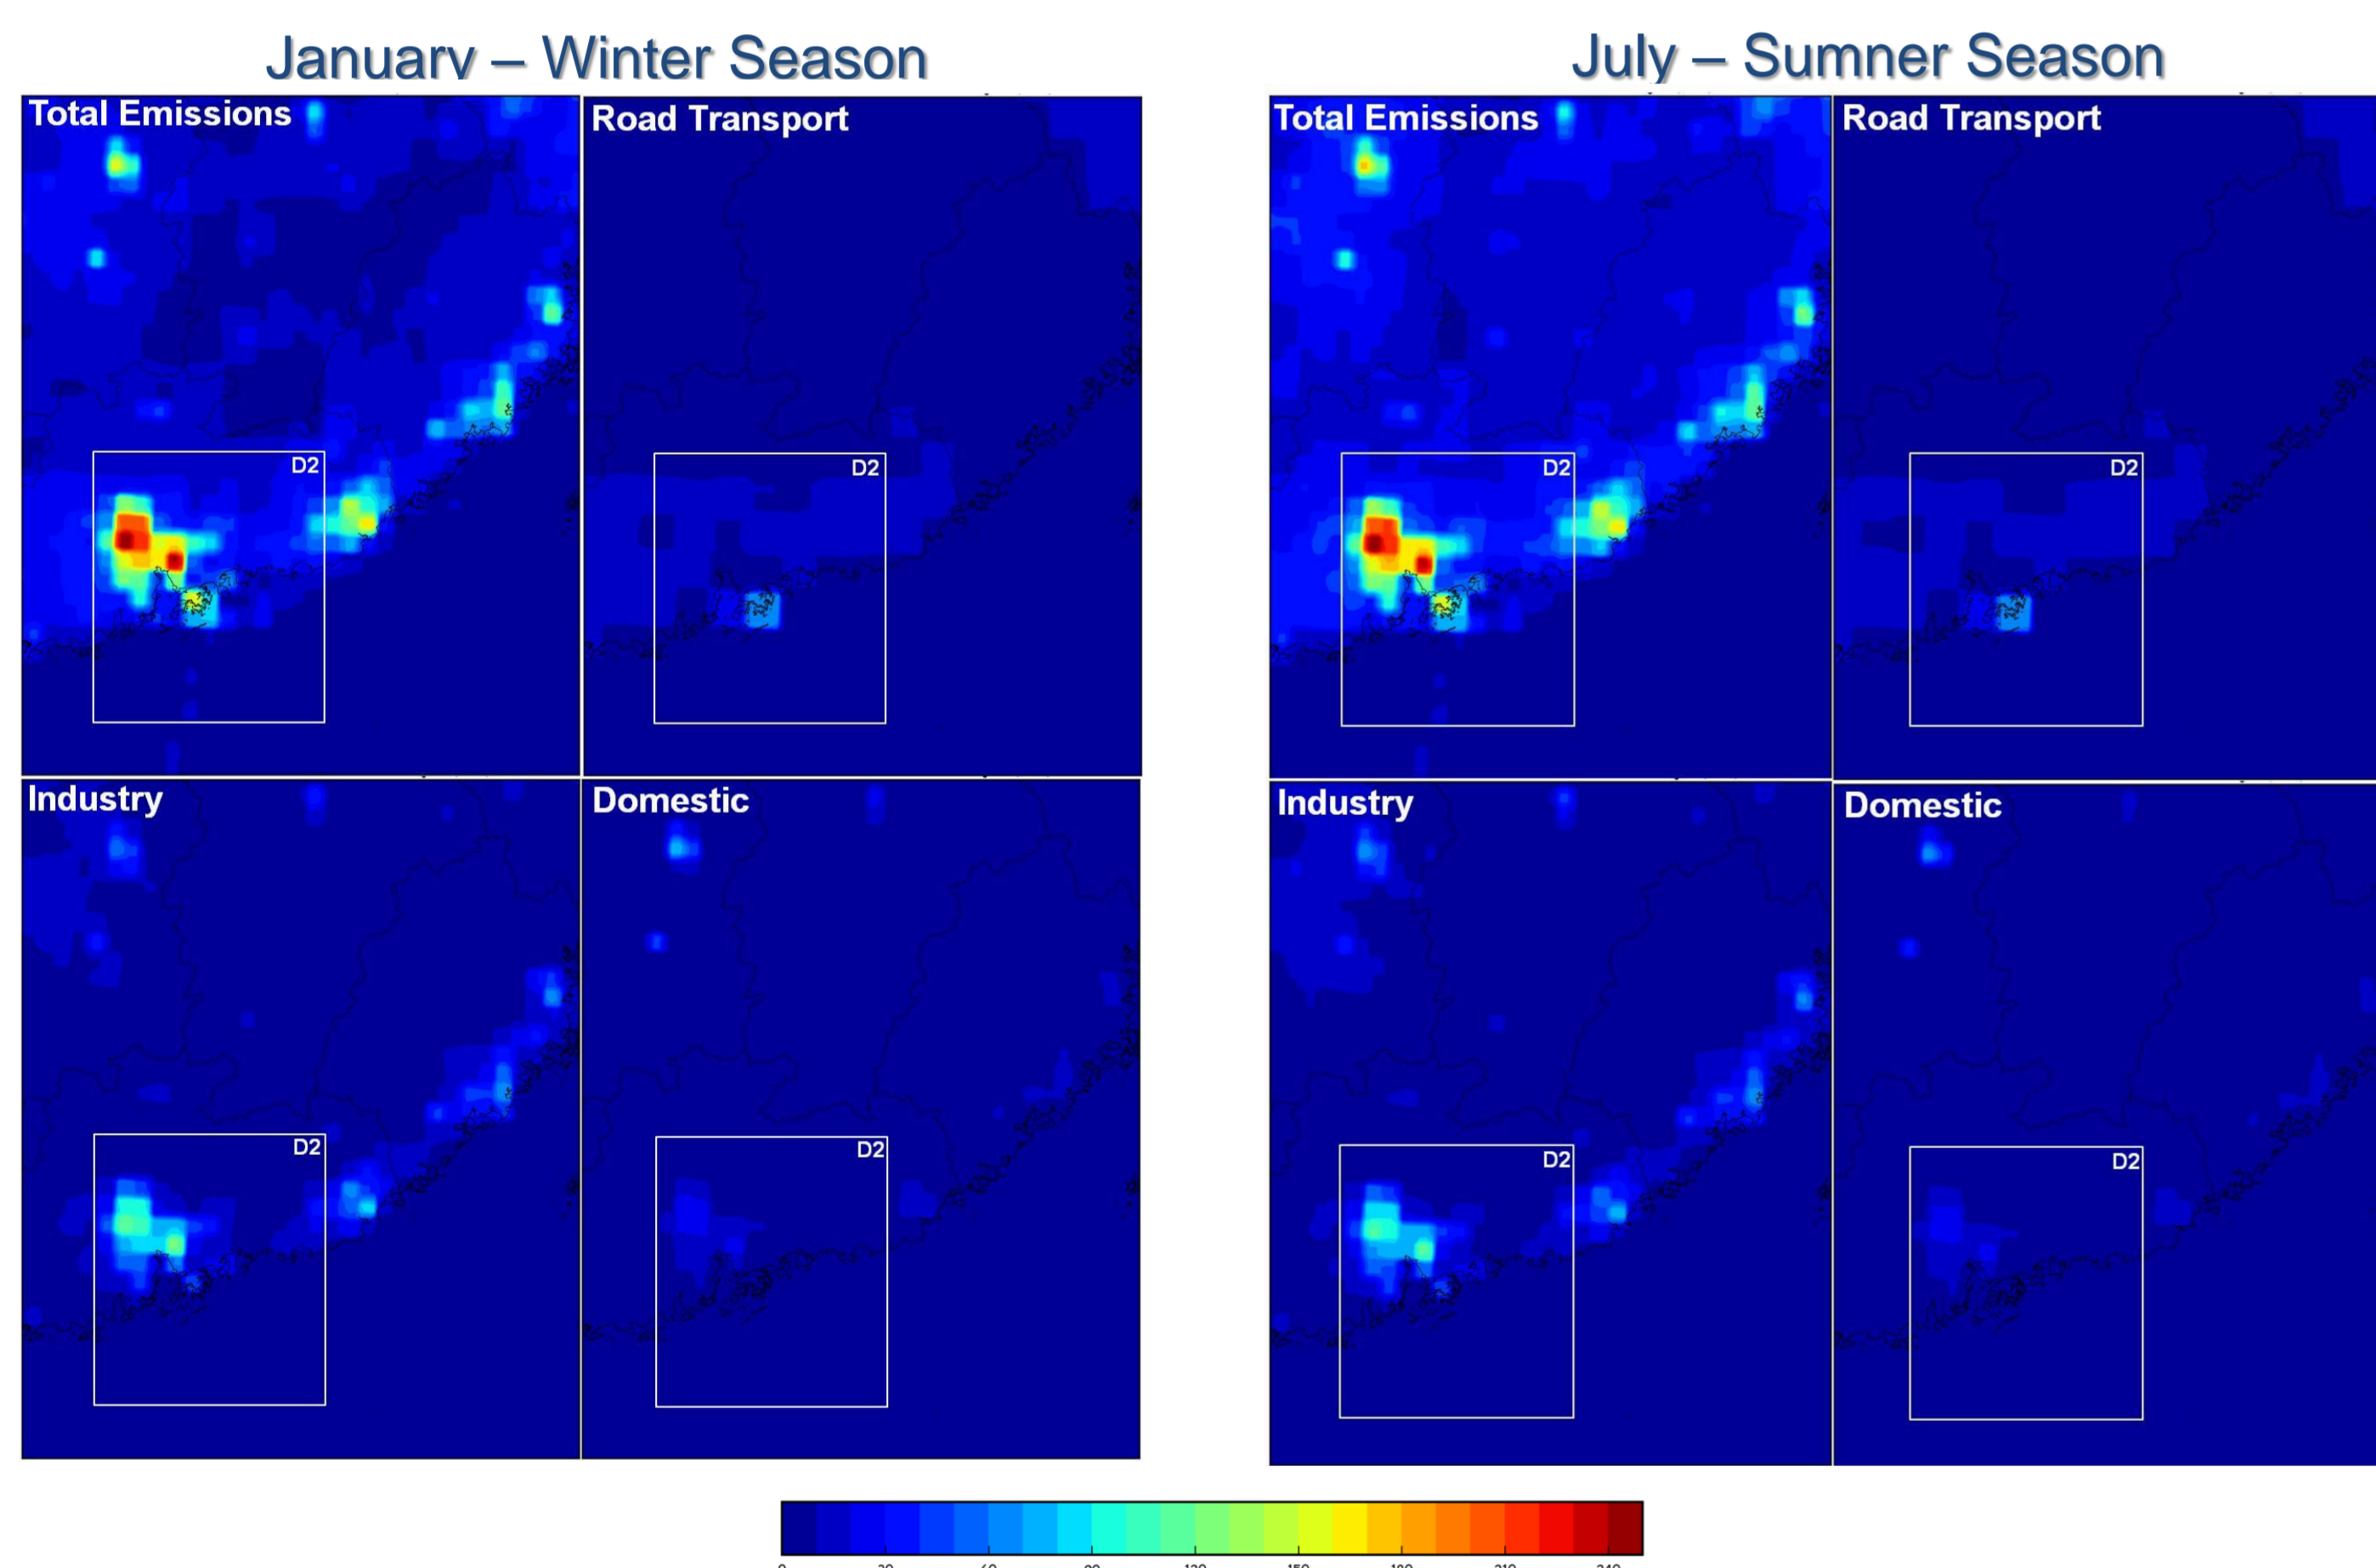 January – Winter Season
July – Sumner Season
Total Emissions
Road Transport
Total Emissions
Road Transport
D2
D2
D2
D2
Industry
Domestic
Industry
Domestic
D2
D2
D2
D2